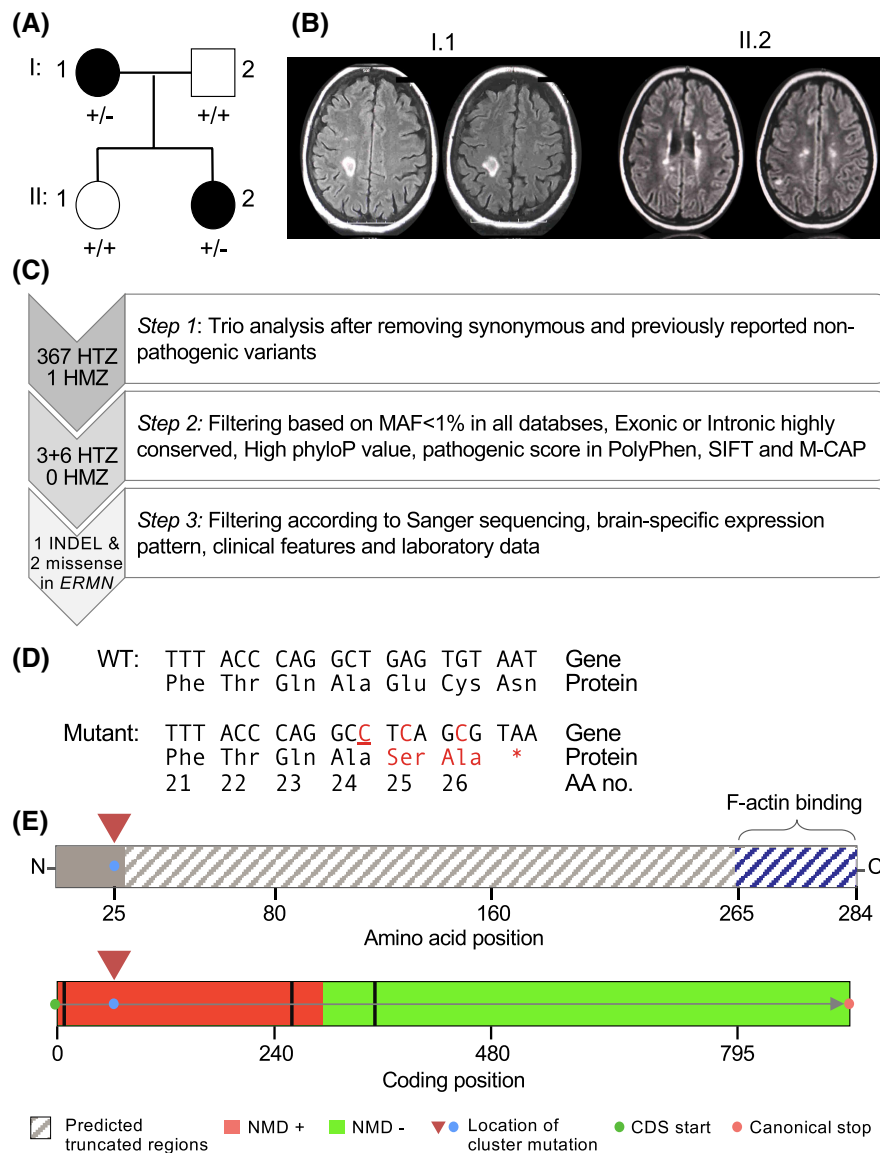 (A)
I: 1 2
+/- +/+
II: 1 2
+/+ +/-
(B)
I.1 II.2
(C)
367 HTZ
1 HMZ
Step 1: Trio analysis after removing synonymous and previously reported non-
pathogenic variants
3+6 HTZ
0 HMZ
Step 2: Filtering based on MAF<1% in all databses, Exonic or Intronic highly
conserved, High phyloP value, pathogenic score in PolyPhen, SIFT and M-CAP
1 INDEL &
2 missense
in ERMN
Step 3: Filtering according to Sanger sequencing, brain-specific expression
pattern, clinical features and laboratory data
(D)
WT: TTT ACC CAG GCT GAG TGT AAT Gene
Phe Thr Gln Ala Glu Cys Asn Protein
Mutant: TTT ACC CAG GCC TCA GCG TAA Gene
Phe Thr Gln Ala Ser Ala * Protein
21 22 23 24 25 26 AA no.
(E)
F-actin binding
N C
25 80 160 265 284
Amino acid position
0 240 480 795
Coding position
Predicted
truncated regions
NMD +
NMD -
Location of
cluster mutation
CDS start
Canonical stop